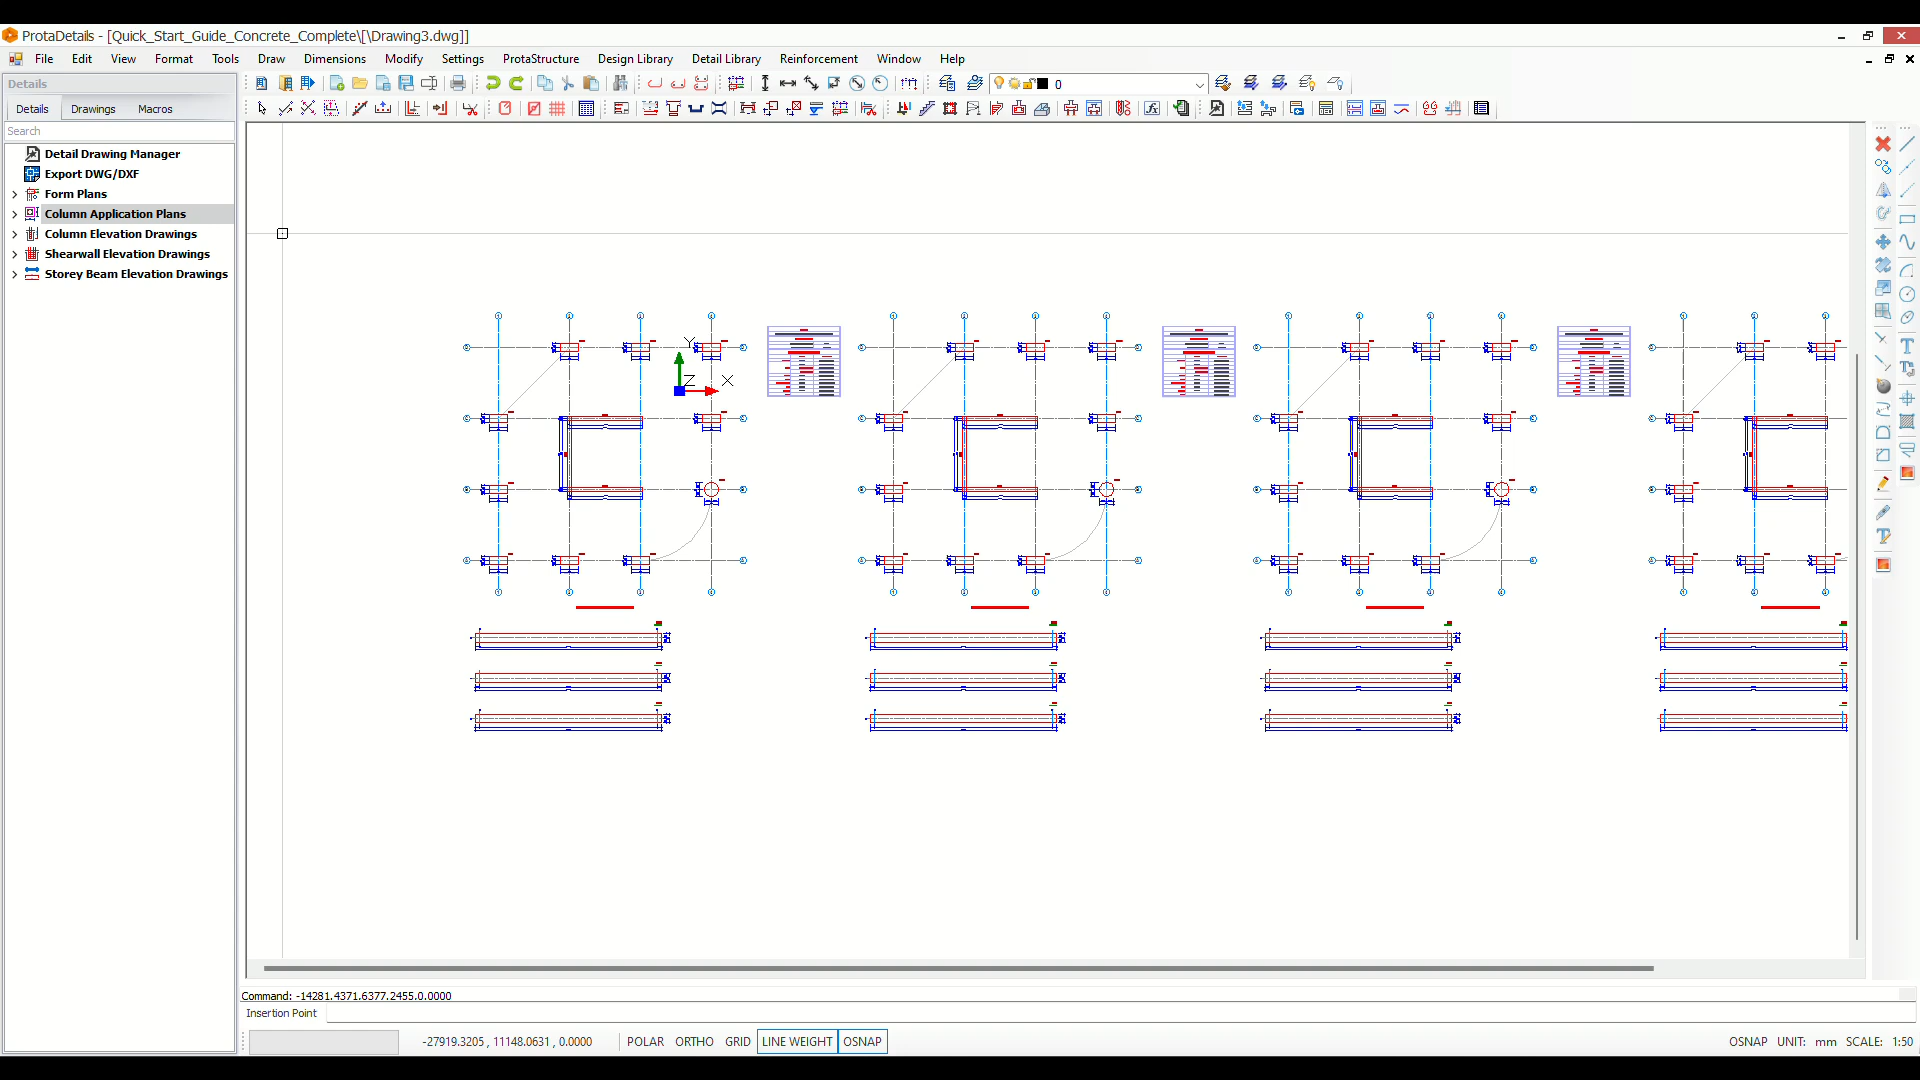 ProtaDetails - [Quick_Start_Guide_Concrete_Complete\[\Drawing3.dwg]]
File Edit View Format Tools Draw Dimensions Modify Settings ProtaStructure Design Library Detail Library Reinforcement Window Help
Details
0
Details Drawings Macros
Search
Detail Drawing Manager
Export DWG/DXF
Form Plans
Column Application Plans
Column Elevation Drawings
Shearwall Elevation Drawings
Storey Beam Elevation Drawings
Y
Z X
Command: -14281.4371.6377.2455.0.0000
Insertion Point
-27919.3205 , 11148.0631 , 0.0000 POLAR ORTHO GRID LINE WEIGHT OSNAP OSNAP UNIT: mm SCALE: 1:50